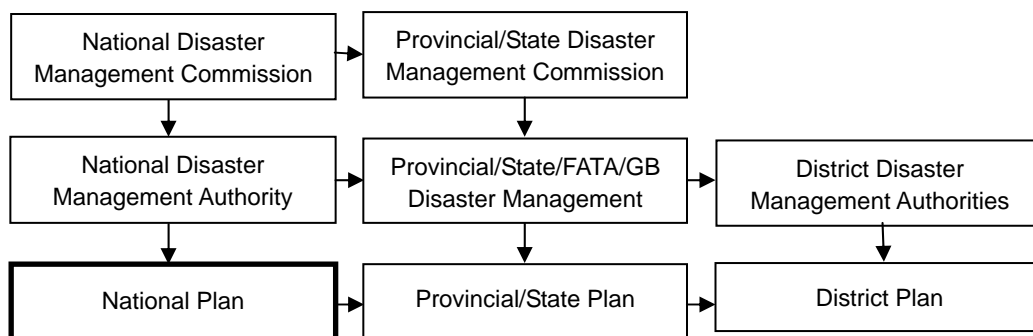 National Disaster
Management Commission
Provincial/State Disaster
Management Commission
National Disaster
Management Authority
Provincial/State/FATA/GB
Disaster Management
District Disaster
Management Authorities
National Plan
Provincial/State Plan
District Plan